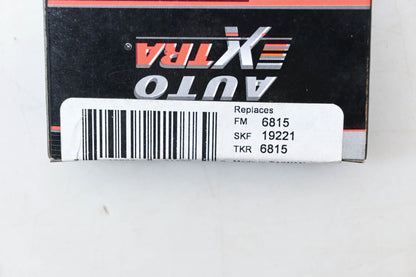 AUTO
EXTRA®
Replaces
FM 6815
SKF 19221
TKR 6815